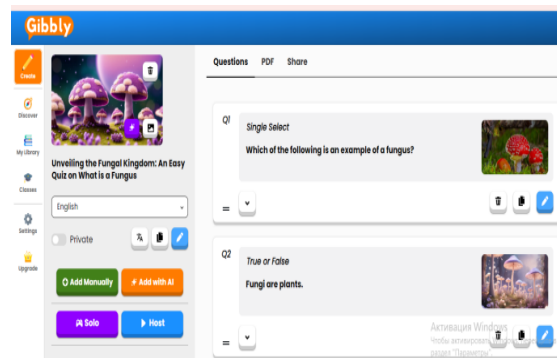 Gibbly
Create
Discover
My Library
Classes
Settings
Upgrade
Unveiling the Fungal Kingdom: An Easy
Quiz on What is a Fungus
English
Private
Add Manually
Add with AI
Solo
Host
Questions PDF Share
Q1
Single Select
Which of the following is an example of a fungus?
Q2
True or False
Fungi are plants.
Активация Windows
Чтобы активировать
раздел "Параметры".